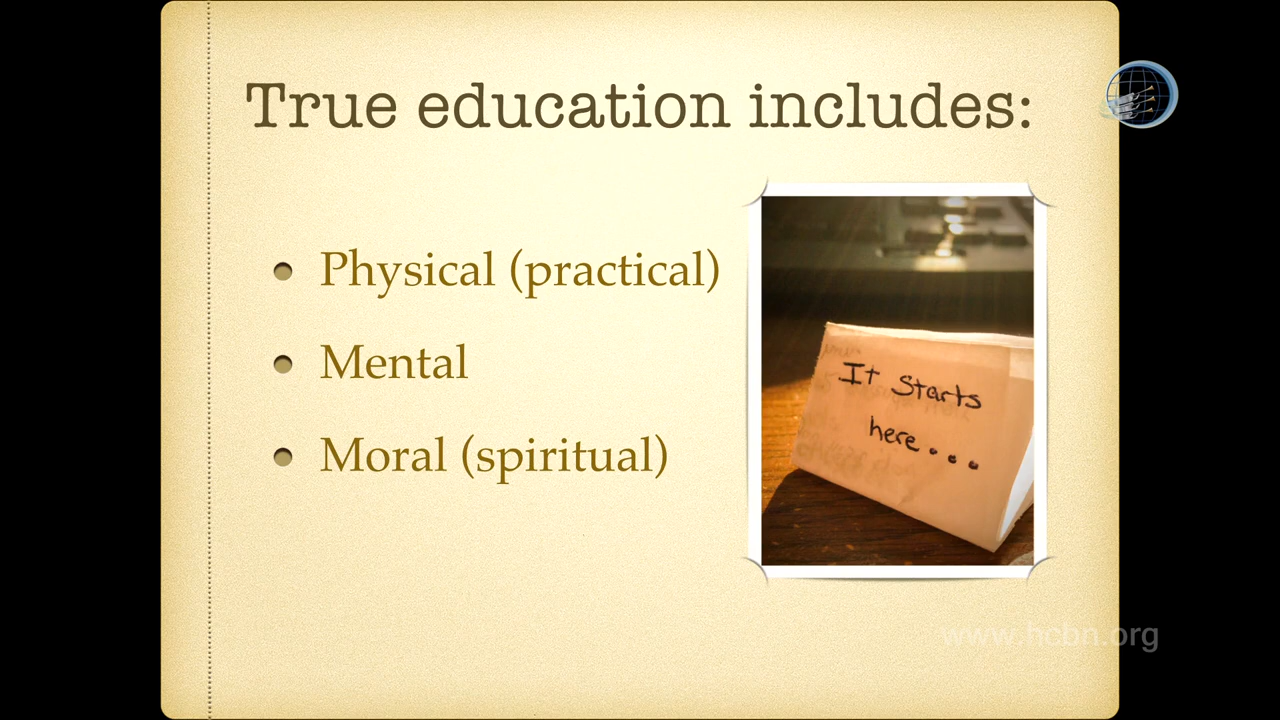 True education includes:
Physical (practical)
Mental
Moral (spiritual)
It Starts
here...
www.hcbn.org